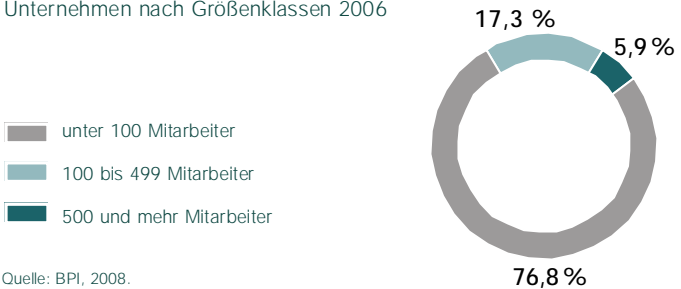 Unternehmen nach Größenklassen 2006
17,3 %
5,9 %
unter 100 Mitarbeiter
100 bis 499 Mitarbeiter
500 und mehr Mitarbeiter
Quelle: BPI, 2008.
76,8 %